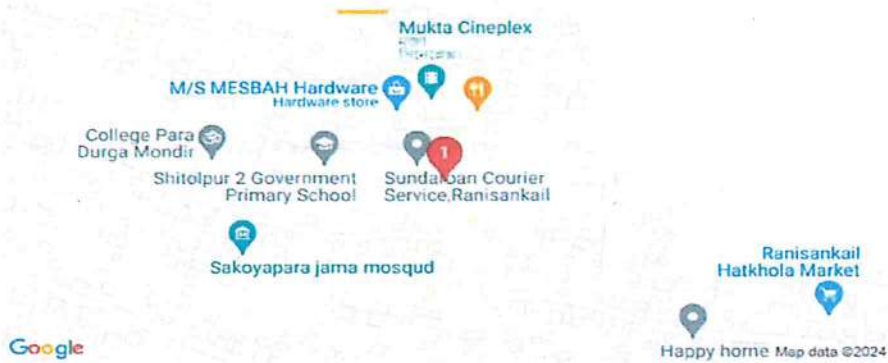 Mukta Cineplex
M/S MESBAH Hardware
Hardware store
College Para
Durga Mondir
Shitolpur 2 Government
Primary School
1
Sundarban Courier
Service,Ranisankail
Sakoyapara jama mosqud
Ranisankail
Hatkhola Market
Happy home
Google
Map data ©2024